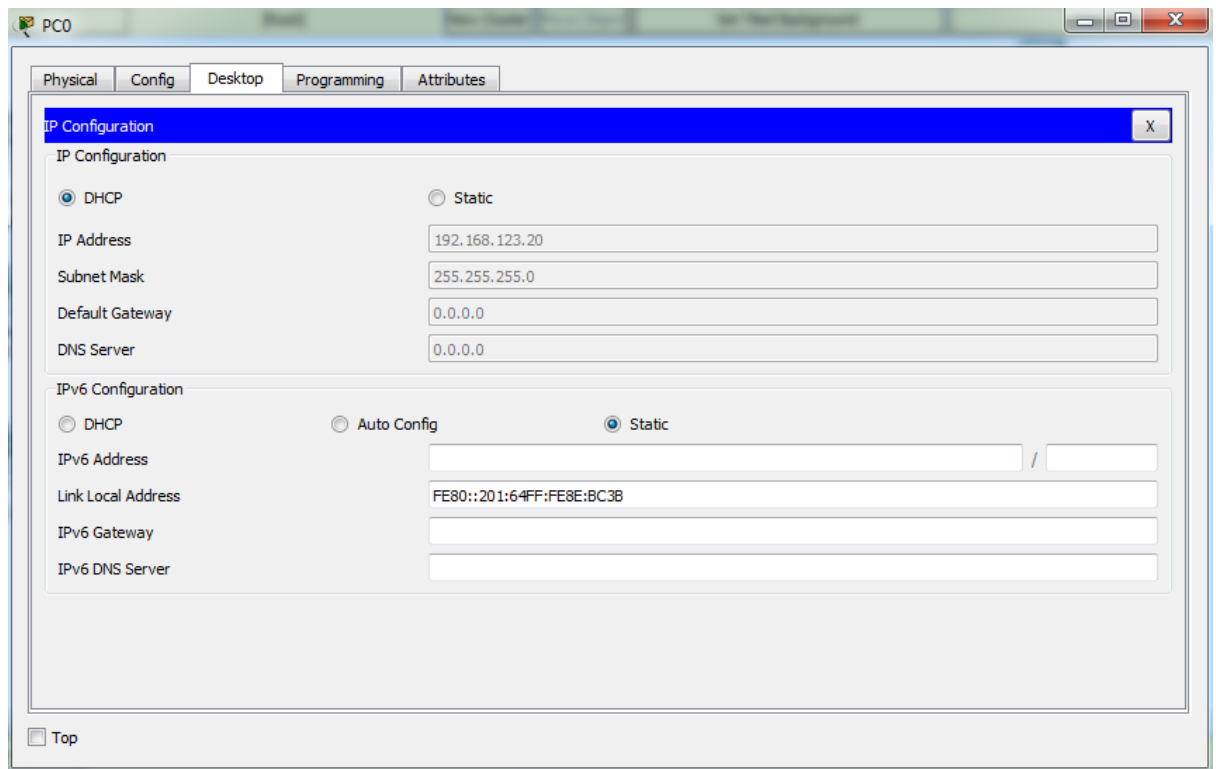 PC0
Physical Config Desktop Programming Attributes
IP Configuration X
IP Configuration
DHCP Static
IP Address 192.168.123.20
Subnet Mask 255.255.255.0
Default Gateway 0.0.0.0
DNS Server 0.0.0.0
IPv6 Configuration
DHCP Auto Config Static
IPv6 Address /
Link Local Address FE80::201:64FF:FE8E:BC3B
IPv6 Gateway
IPv6 DNS Server
Top